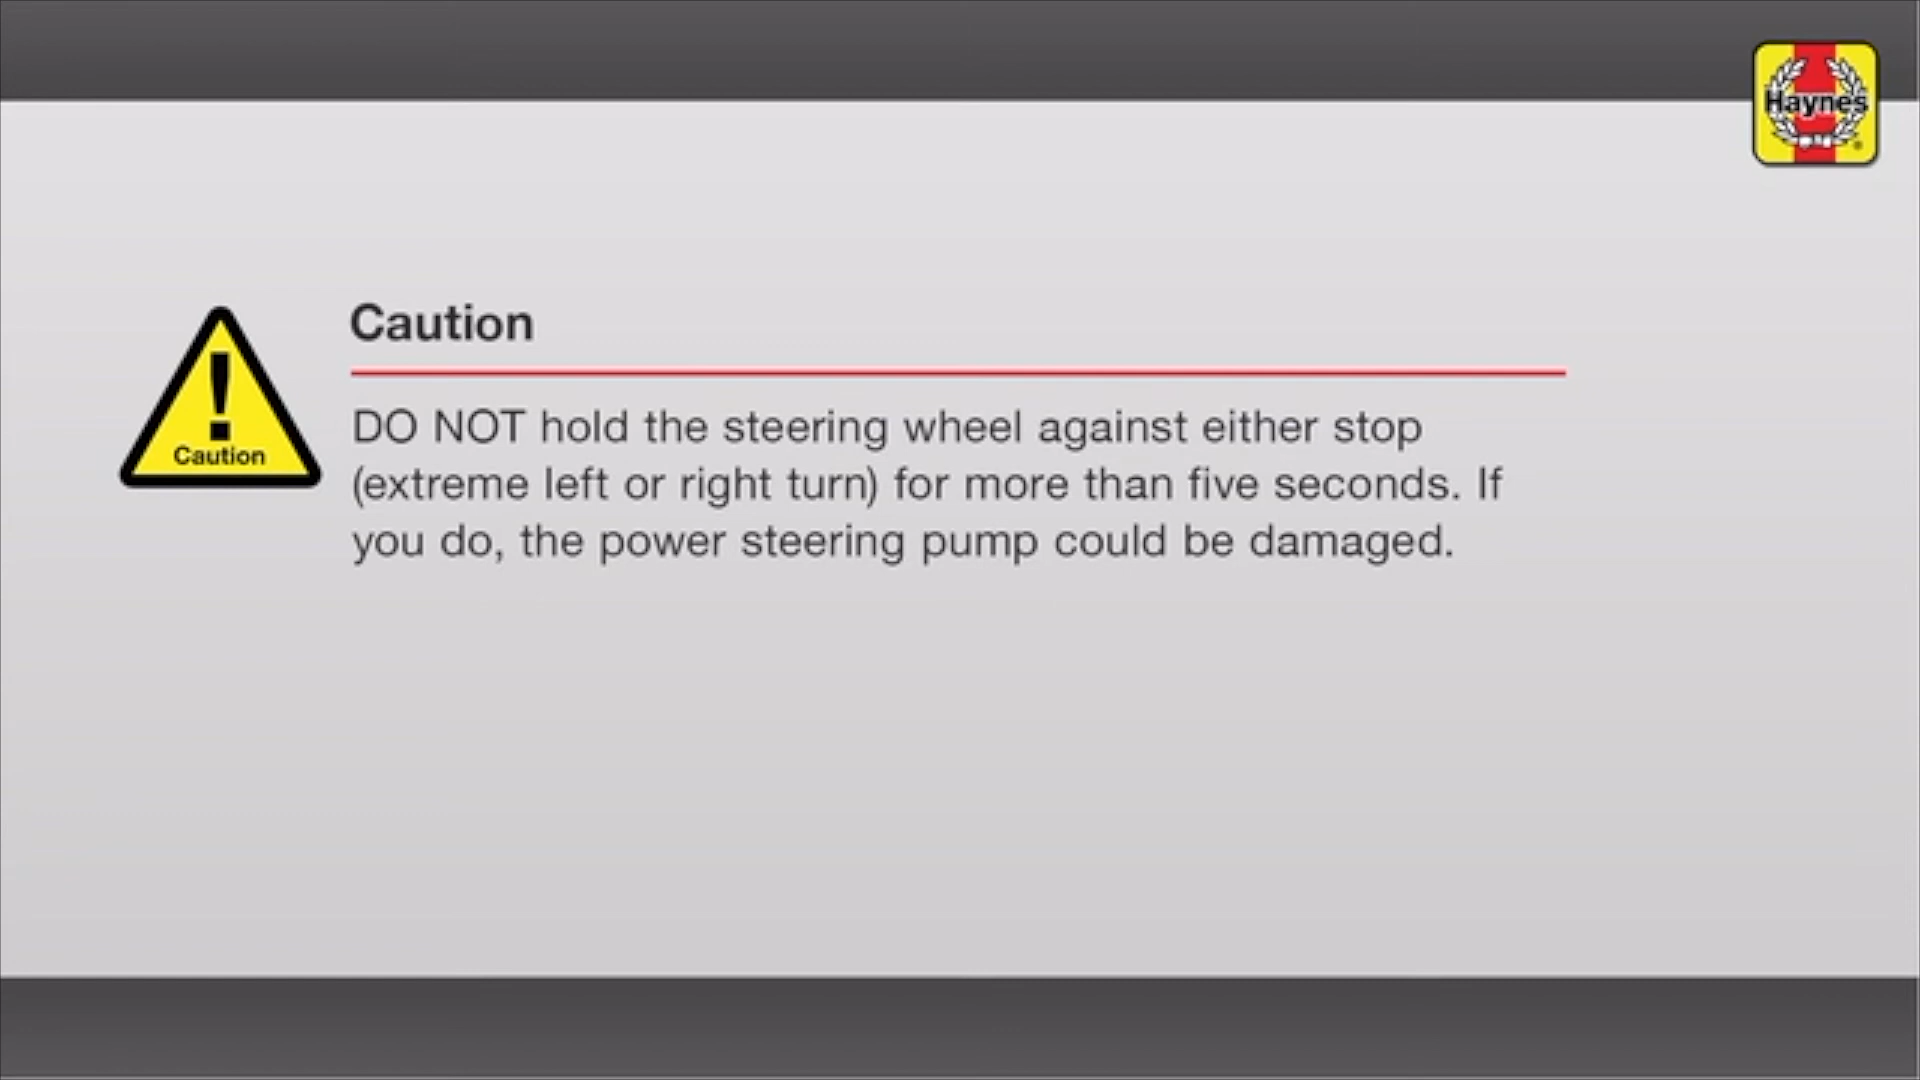 Haynes
Caution
Caution
DO NOT hold the steering wheel against either stop
(extreme left or right turn) for more than five seconds. If
you do, the power steering pump could be damaged.